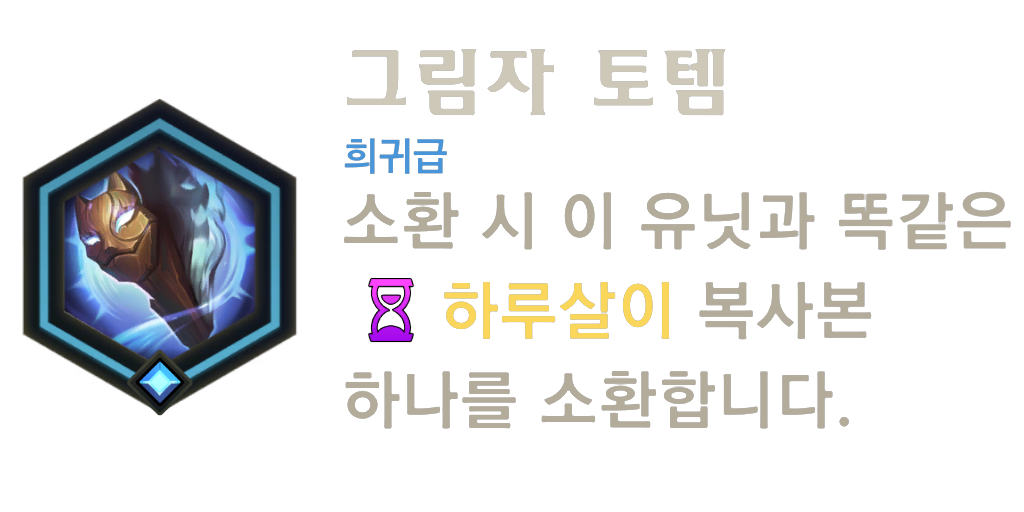 그림자 토템
희귀급
소환 시 이 유닛과 똑같은
하루살이 복사본
하나를 소환합니다.